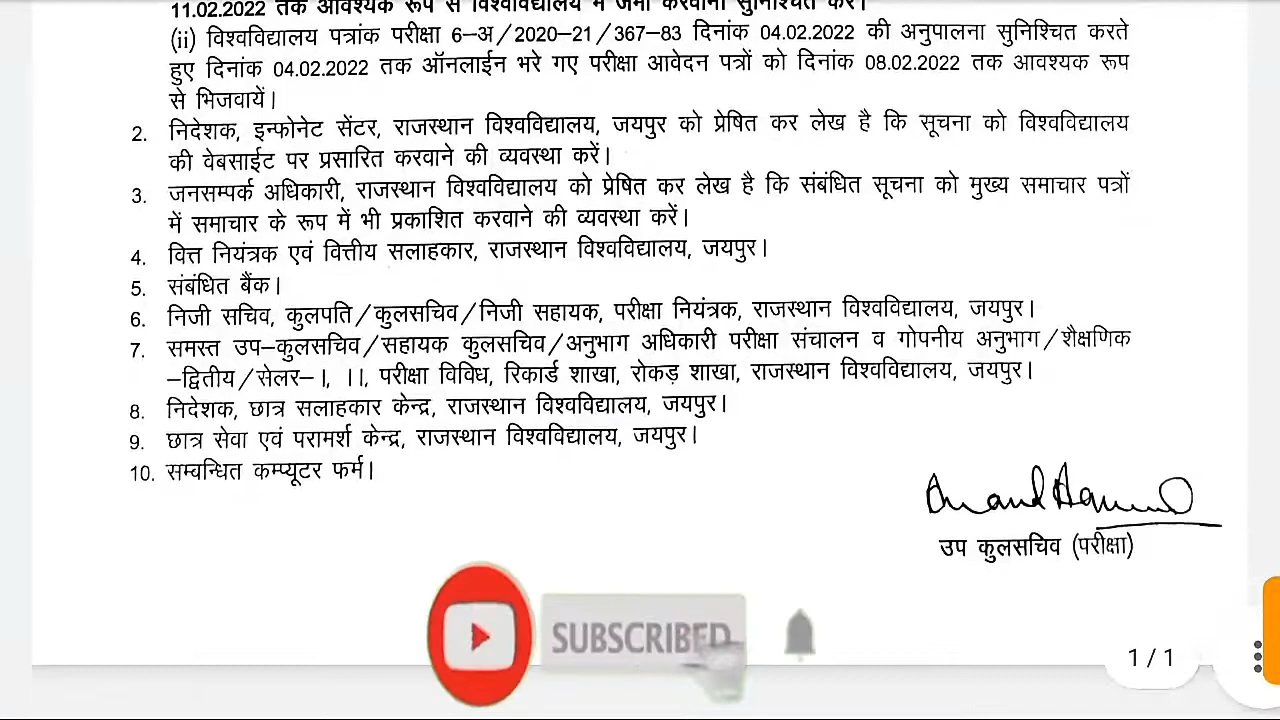 11.02.2022 तक आवश्यक रूप से विश्वविद्यालय में जमा करवाना सुनिश्चित करें।
(ii) विश्वविद्यालय पत्रांक परीक्षा 6–अ/2020–21/367–83 दिनांक 04.02.2022 की अनुपालना सुनिश्चित करते
हुए दिनांक 04.02.2022 तक ऑनलाईन भरे गए परीक्षा आवेदन पत्रों को दिनांक 08.02.2022 तक आवश्यक रूप
से भिजवायें।
2. निदेशक, इन्फोनेट सेंटर, राजस्थान विश्वविद्यालय, जयपुर को प्रेषित कर लेख है कि सूचना को विश्वविद्यालय
की वेबसाईट पर प्रसारित करवाने की व्यवस्था करें।
3. जनसम्पर्क अधिकारी, राजस्थान विश्वविद्यालय को प्रेषित कर लेख है कि संबंधित सूचना को मुख्य समाचार पत्रों
में समाचार के रूप में भी प्रकाशित करवाने की व्यवस्था करें।
4. वित्त नियंत्रक एवं वित्तीय सलाहकार, राजस्थान विश्वविद्यालय, जयपुर।
5. संबंधित बैंक।
6. निजी सचिव, कुलपति/कुलसचिव/निजी सहायक, परीक्षा नियंत्रक, राजस्थान विश्वविद्यालय, जयपुर।
7. समस्त उप–कुलसचिव/सहायक कुलसचिव/अनुभाग अधिकारी परीक्षा संचालन व गोपनीय अनुभाग/शैक्षणिक
–द्वितीय/सेलर–I, II, परीक्षा विविध, रिकार्ड शाखा, रोकड़ शाखा, राजस्थान विश्वविद्यालय, जयपुर।
8. निदेशक, छात्र सलाहकार केन्द्र, राजस्थान विश्वविद्यालय, जयपुर।
9. छात्र सेवा एवं परामर्श केन्द्र, राजस्थान विश्वविद्यालय, जयपुर।
10. सम्वन्धित कम्प्यूटर फर्म।
उप कुलसचिव (परीक्षा)
SUBSCRIBED
1 / 1